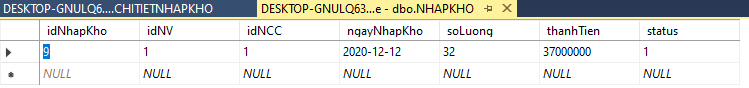 DESKTOP-GNULQ6....CHITIETNHAPKHO DESKTOP-GNULQ63...e - dbo.NHAPKHO
idNhapKho idNV idNCC ngayNhapKho soLuong thanhTien status
9 1 1 2020-12-12 32 37000000 1
NULL NULL NULL NULL NULL NULL NULL